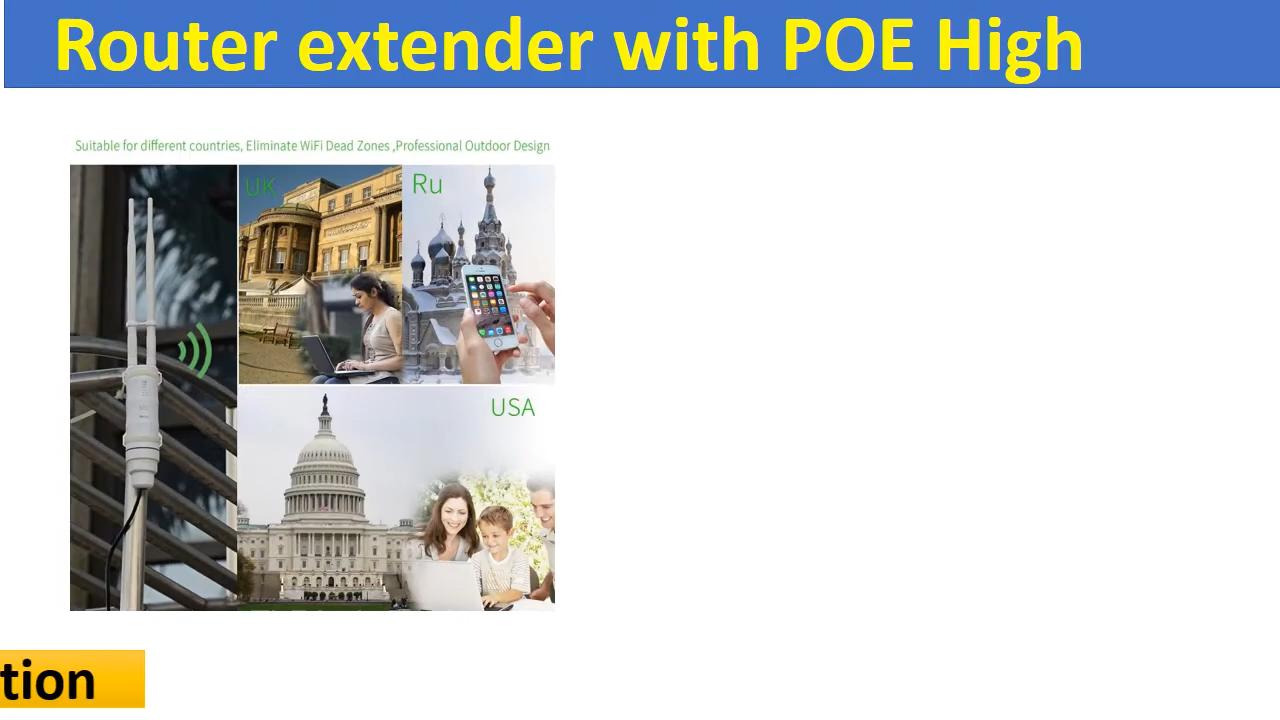 Router extender with POE High
Suitable for different countries, Eliminate WiFi Dead Zones ,Professional Outdoor Design
UK
Ru
USA
tion